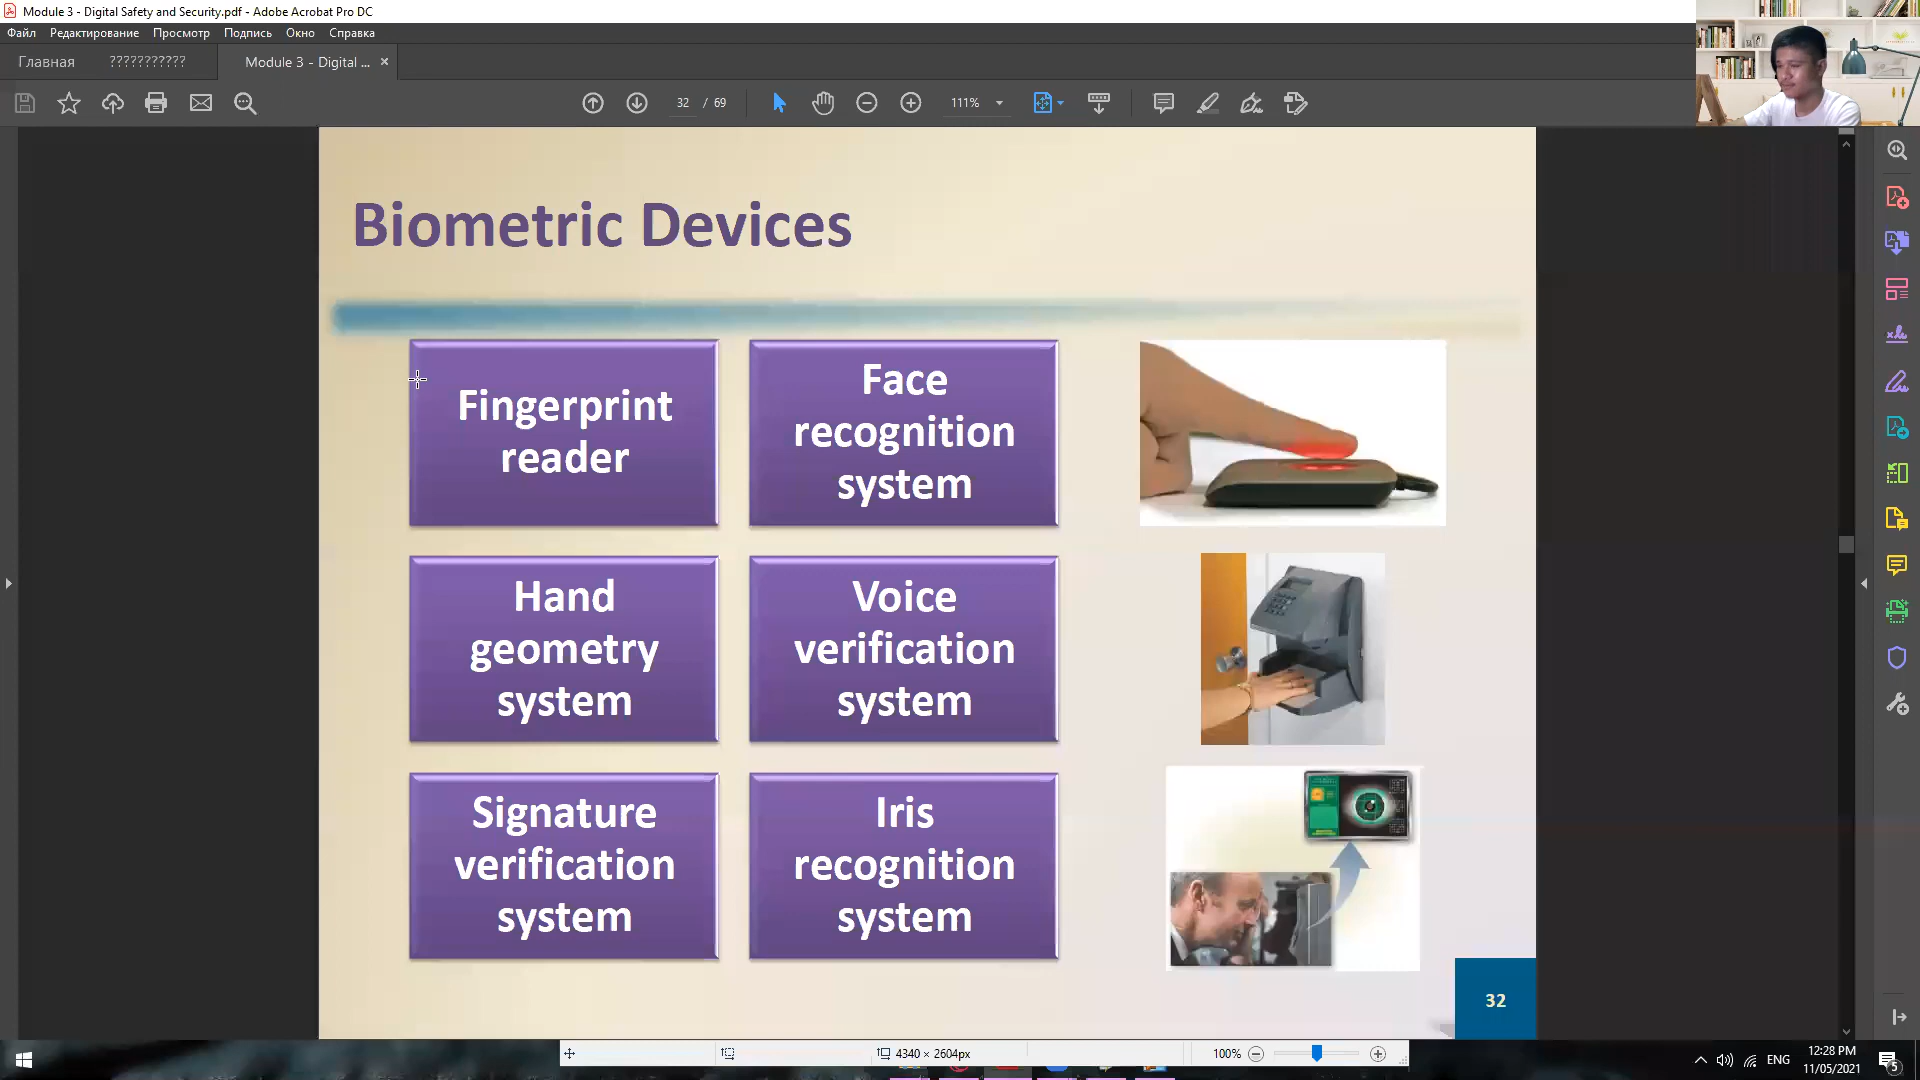 Module 3 - Digital Safety and Security.pdf - Adobe Acrobat Pro DC
Файл Редактирование Просмотр Подпись Окно Справка
Главная ??????????? Module 3 - Digital ... ×
32 / 69 111%
Biometric Devices
Fingerprint
reader
Face
recognition
system
Hand
geometry
system
Voice
verification
system
Signature
verification
system
Iris
recognition
system
32
4340 × 2604px 100%
ENG
12:28 PM
11/05/2021
5